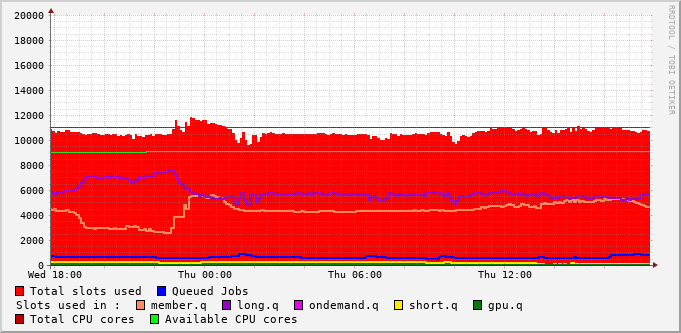 20000
18000
16000
14000
12000
10000
8000
6000
4000
2000
0
Wed 18:00 Thu 00:00 Thu 06:00 Thu 12:00
Total slots used Queued Jobs
Slots used in : member.q long.q ondemand.q short.q gpu.q
Total CPU cores Available CPU cores
RRDTOOL / TOBI OETIKER